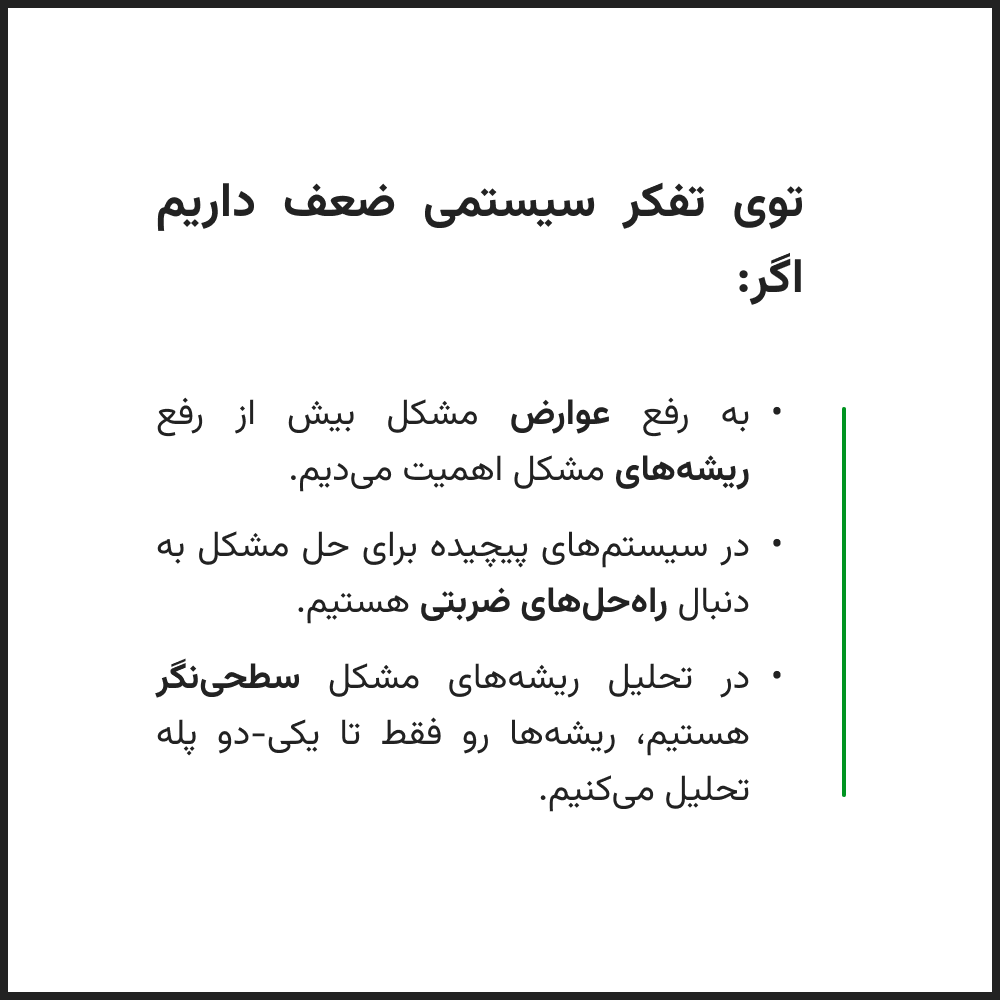 توی تفکر سیستمی ضعف داریم
اگر:
• به رفع عوارض مشکل بیش از رفع
ریشه‌های مشکل اهمیت می‌دیم.
• در سیستم‌های پیچیده برای حل مشکل به
دنبال راه‌حل‌های ضربتی هستیم.
• در تحلیل ریشه‌های مشکل سطحی‌نگر
هستیم، ریشه‌ها رو فقط تا یکی-دو پله
تحلیل می‌کنیم.